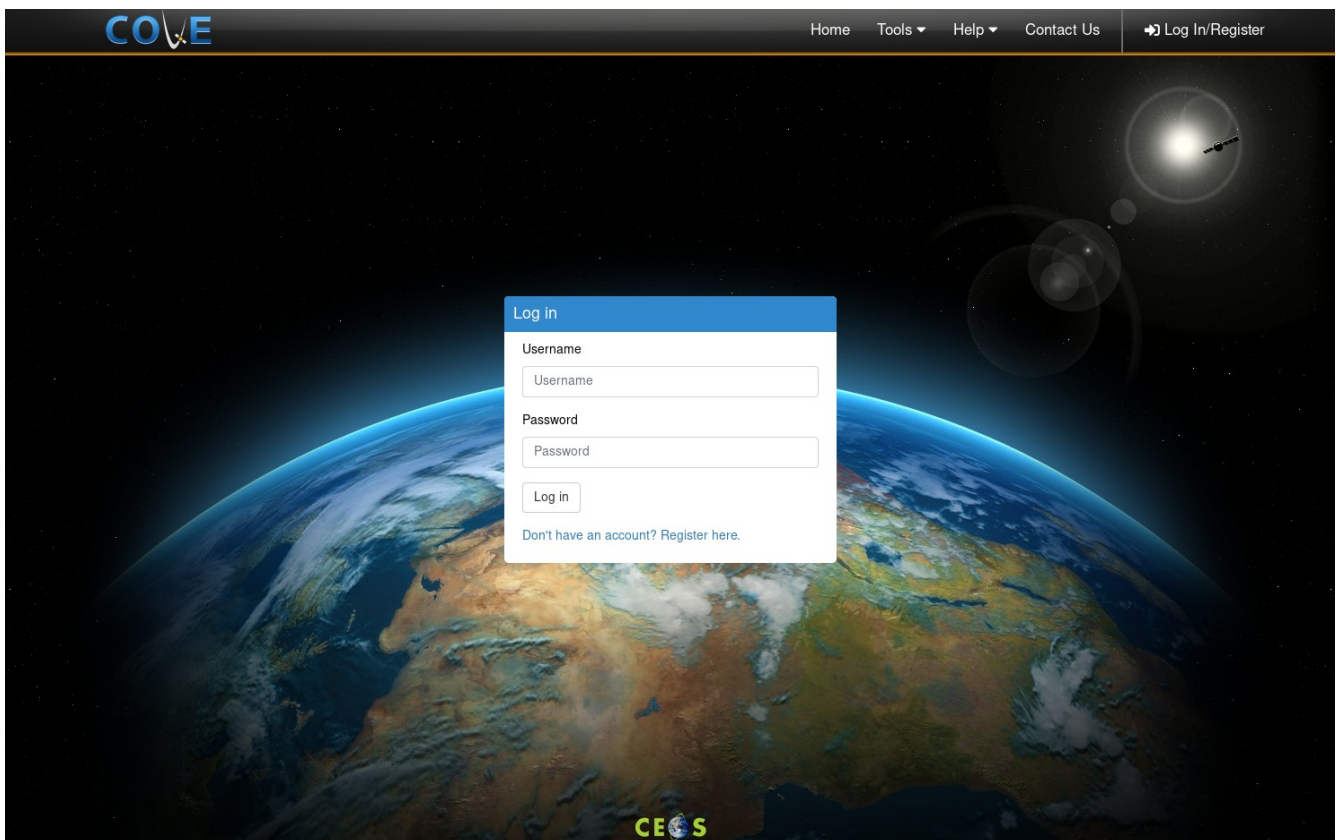 COVE
Home Tools Help Contact Us Log In/Register
Log in
Username
Username
Password
Password
Log in
Don't have an account? Register here.
CEOS